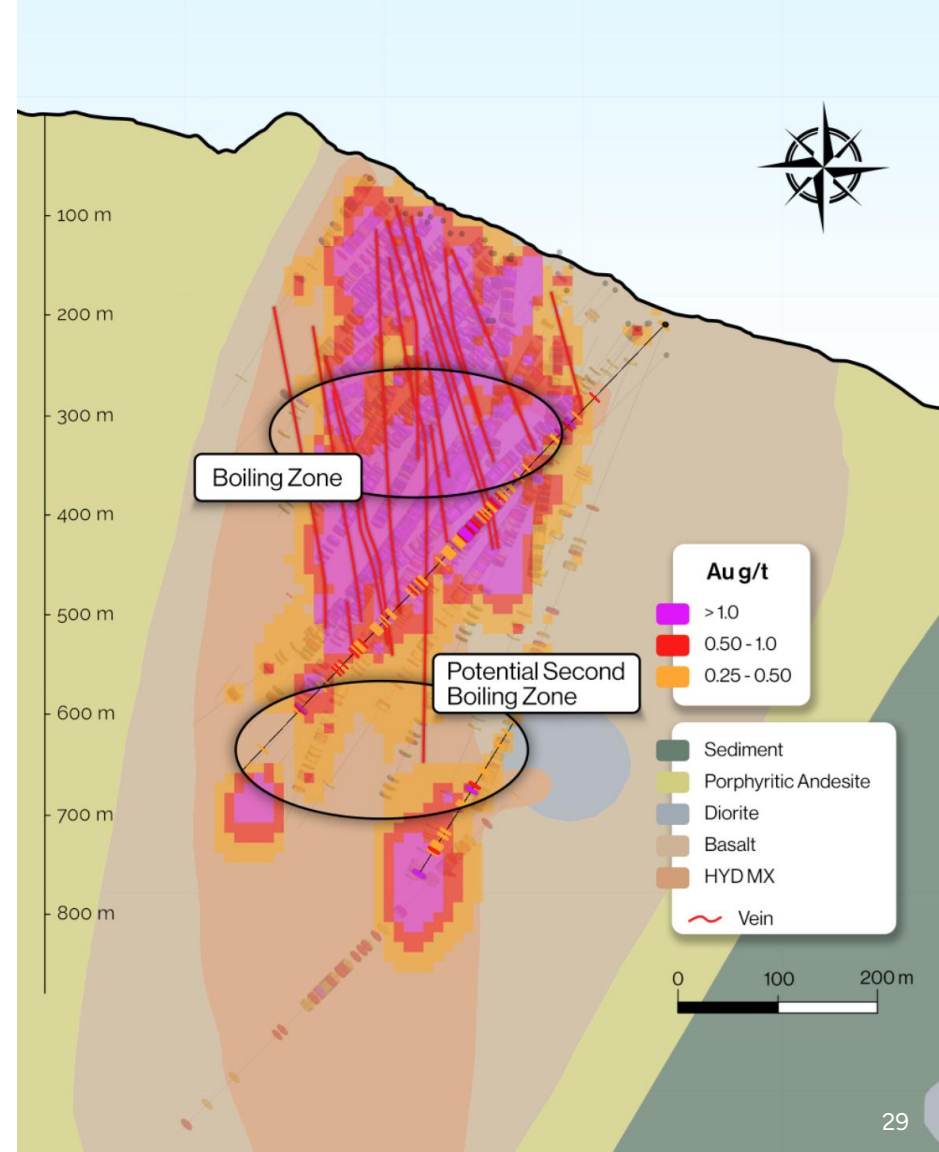 100 m
200 m
300 m
400 m
500 m
600 m
700 m
800 m
Boiling Zone
Potential Second
Boiling Zone
Au g/t
> 1.0
0.50 - 1.0
0.25 - 0.50
Sediment
Porphyritic Andesite
Diorite
Basalt
HYD MX
Vein
0 100 200 m
29